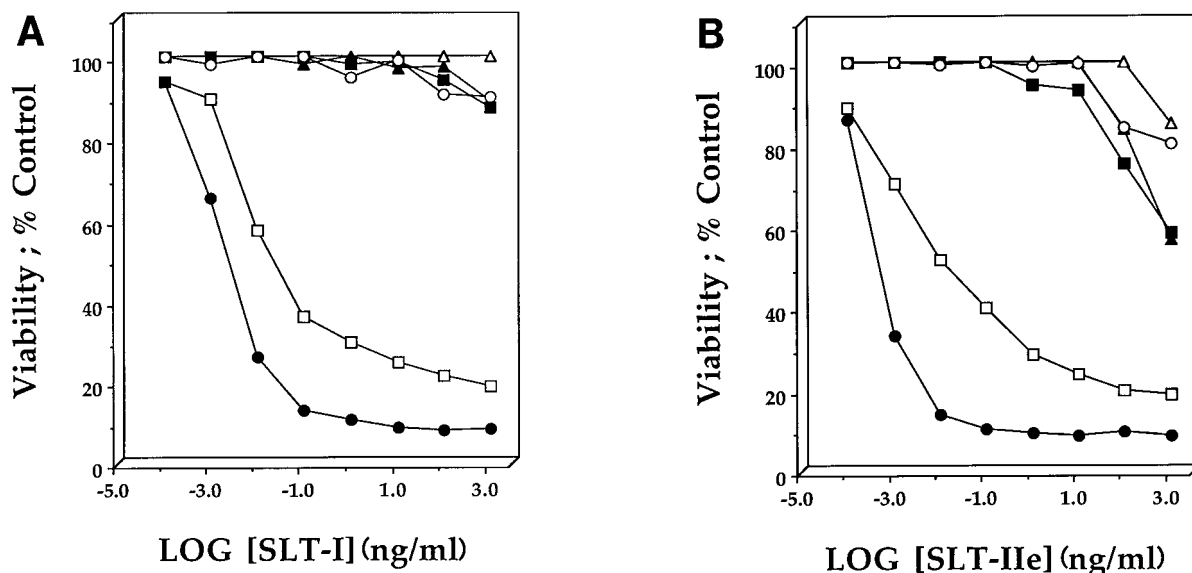 A
Viability ; % Control
100
80
60
40
20
0
-5.0 -3.0 -1.0 1.0 3.0
LOG [SLT-I] (ng/ml)
B
Viability ; % Control
100
80
60
40
20
0
-5.0 -3.0 -1.0 1.0 3.0
LOG [SLT-IIe] (ng/ml)